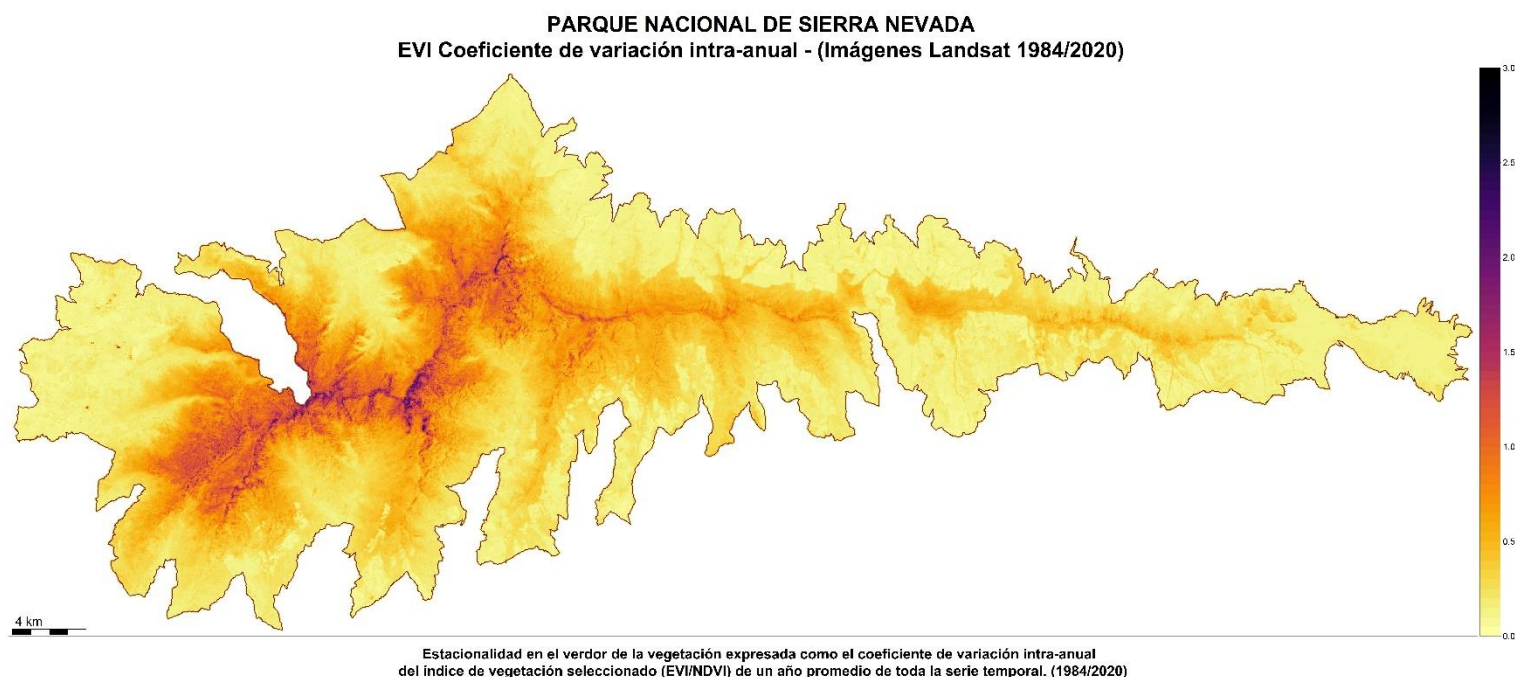 PARQUE NACIONAL DE SIERRA NEVADA
EVI Coeficiente de variación intra-anual - (Imágenes Landsat 1984/2020)
3.0
2.5
2.0
1.5
1.0
0.5
0.0
4 km
Estacionalidad en el verdor de la vegetación expresada como el coeficiente de variación intra-anual
del índice de vegetación seleccionado (EVI/NDVI) de un año promedio de toda la serie temporal. (1984/2020)